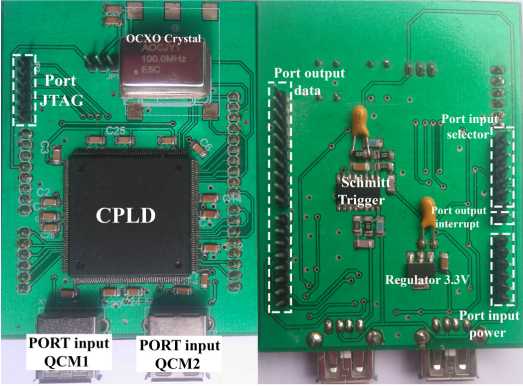 OCXO Crystal
AOCJY1
100.0MHz
E5C
Port
JTAG
C25
C2
CPLD
PORT input
QCM1
PORT input
QCM2
Port output
data
Port input
selector
Schmitt
Trigger
Port output
interrupt
Regulator 3.3V
Port input
power